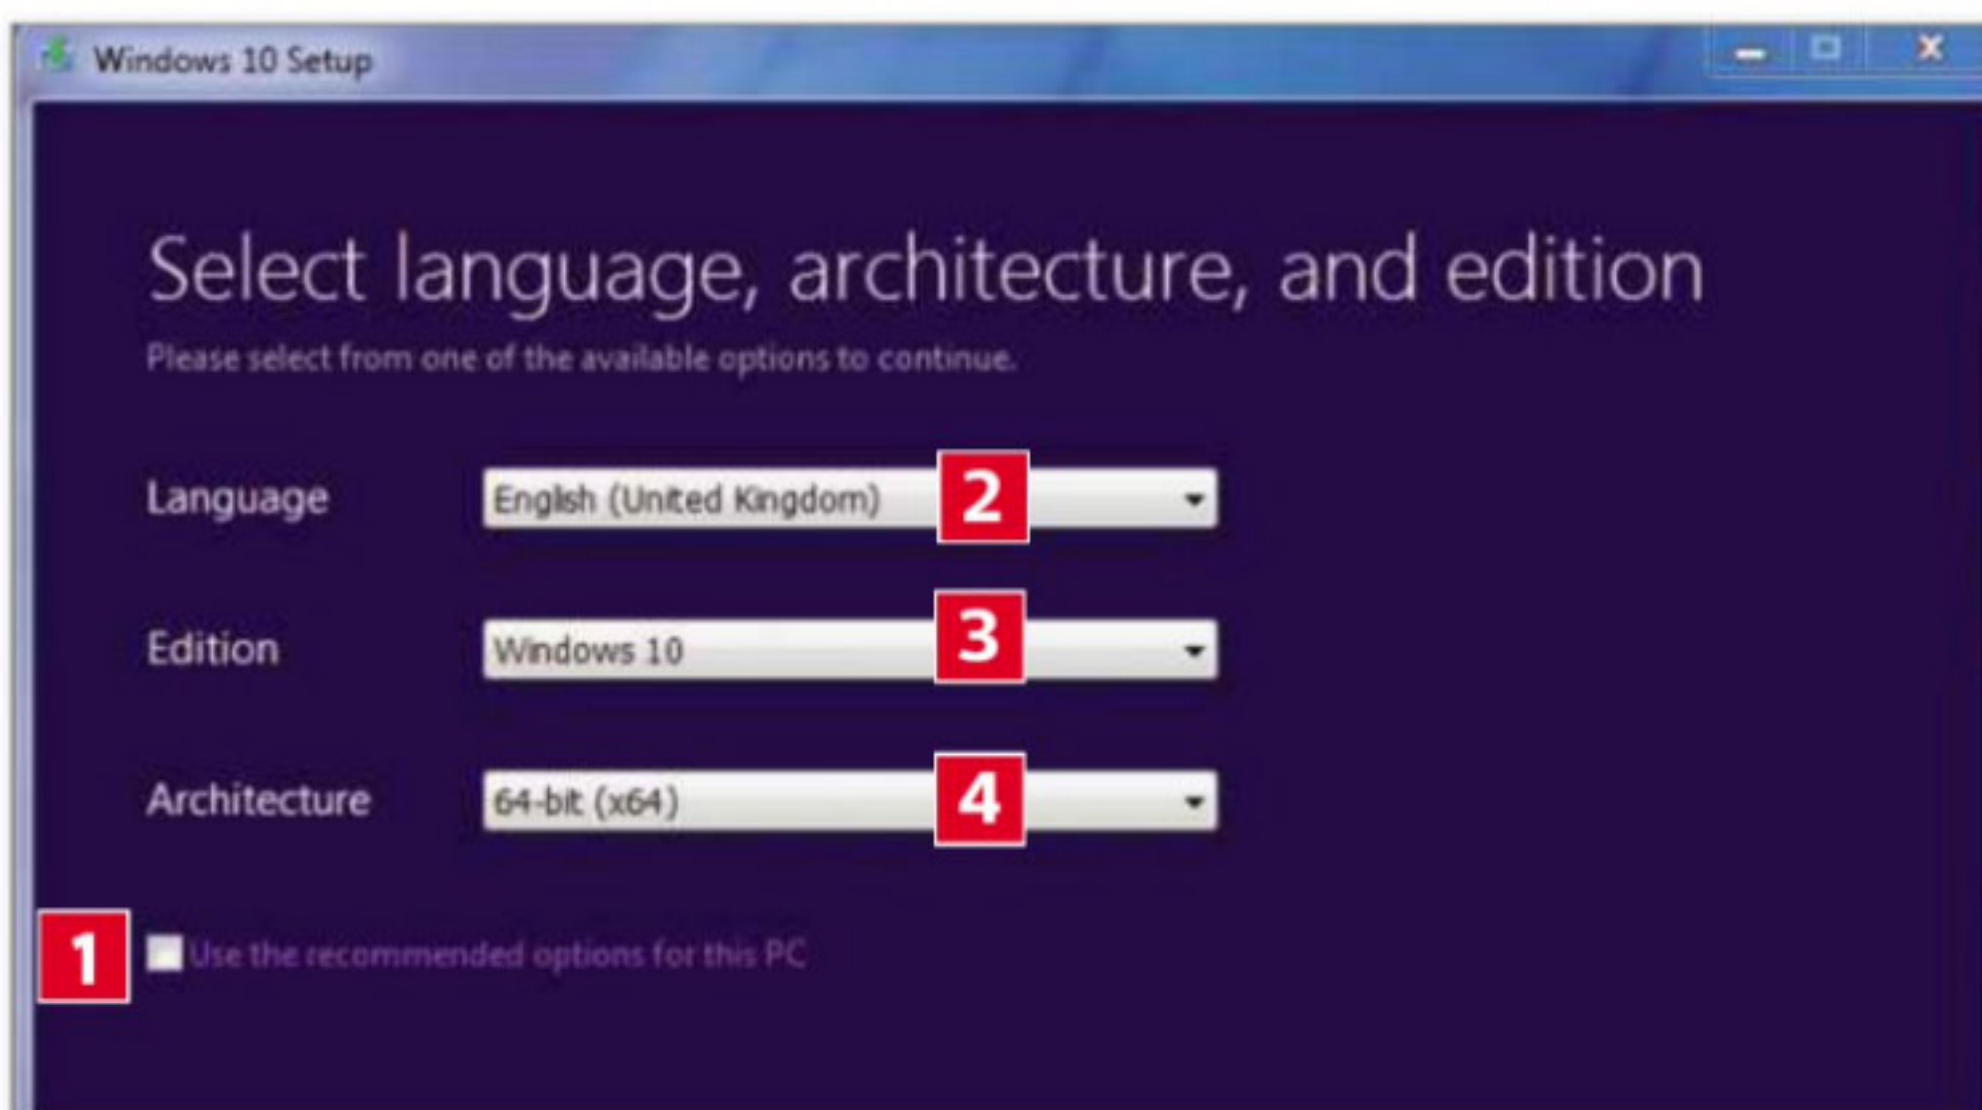 Windows 10 Setup
Select language, architecture, and edition
Please select from one of the available options to continue.
Language English (United Kingdom) 2
Edition Windows 10 3
Architecture 64-bit (x64) 4
1 Use the recommended options for this PC